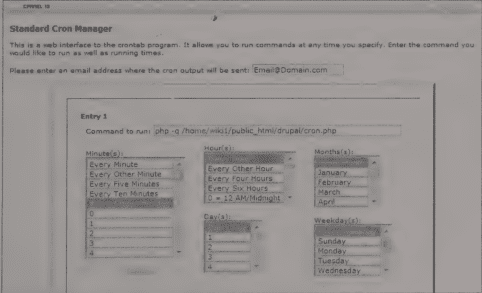 CPANEL 10
Standard Cron Manager
This is a web interface to the crontab program. It allows you to run commands at any time you specify. Enter the command you
would like to run as well as running times.
Please enter an email address where the cron output will be sent: Email@Domain.com
Entry 1
Command to run: php -q /home/wiki1/public_html/drupal/cron.php
Minute(s):
Every Minute
Every Other Minute
Every Five Minutes
Every Ten Minutes
0
1
2
3
4
Hour(s):
Every Other Hour
Every Four Hours
Every Six Hours
0 = 12 AM/Midnight
Day(s):
1
2
3
4
Months(s):
January
February
March
April
Weekday(s):
Sunday
Monday
Tuesday
Wednesday